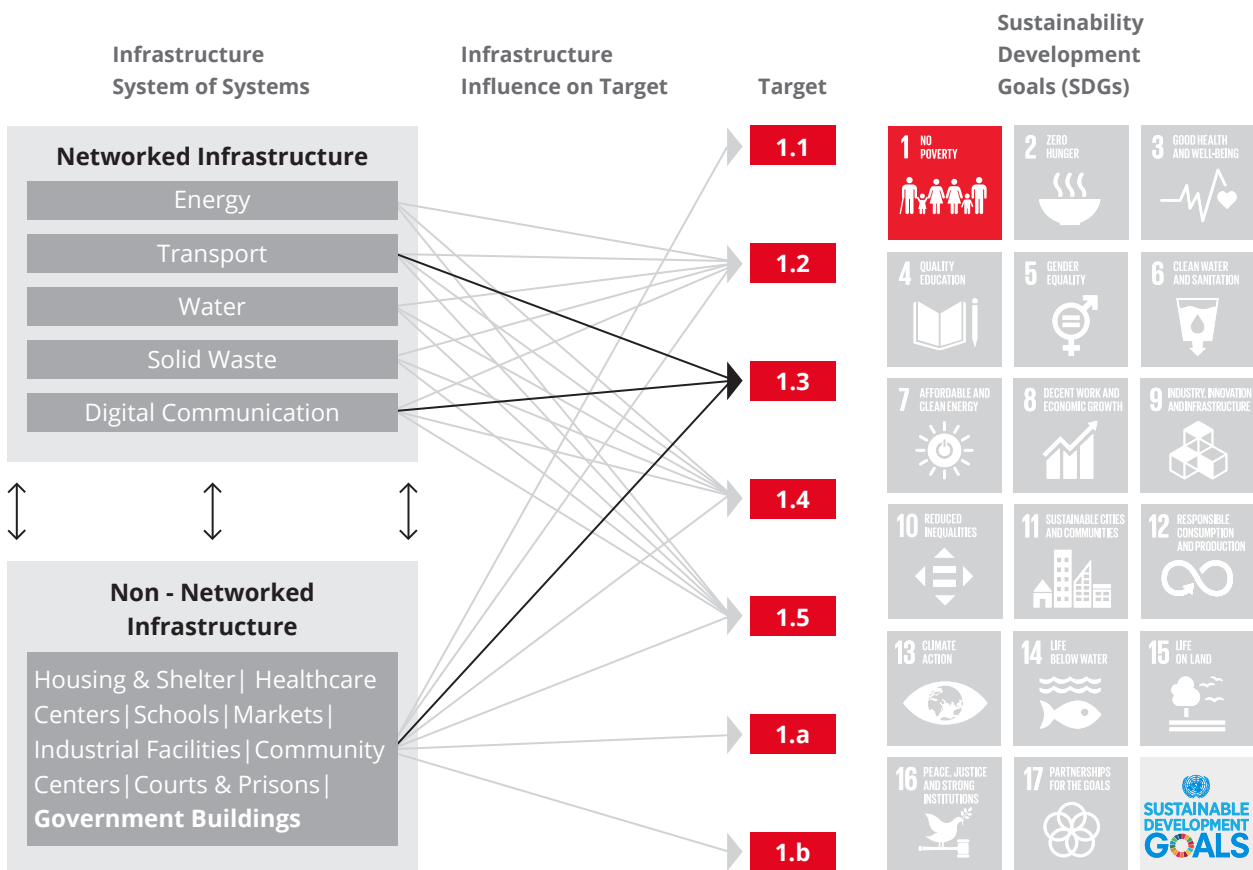 Infrastructure
System of Systems
Infrastructure
Influence on Target
Target
Sustainability
Development
Goals (SDGs)
Networked Infrastructure
Energy
Transport
Water
Solid Waste
Digital Communication
Non - Networked
Infrastructure
Housing & Shelter| Healthcare
Centers|Schools|Markets|
Industrial Facilities|Community
Centers|Courts & Prisons|
Government Buildings
1.1
1.2
1.3
1.4
1.5
1.a
1.b
1 NO
POVERTY
2 ZERO
HUNGER
3 GOOD HEALTH
AND WELL-BEING
4 QUALITY
EDUCATION
5 GENDER
EQUALITY
6 CLEAN WATER
AND SANITATION
7 AFFORDABLE AND
CLEAN ENERGY
8 DECENT WORK AND
ECONOMIC GROWTH
9 INDUSTRY, INNOVATION
AND INFRASTRUCTURE
10 REDUCED
INEQUALITIES
11 SUSTAINABLE CITIES
AND COMMUNITIES
12 RESPONSIBLE
CONSUMPTION
AND PRODUCTION
13 CLIMATE
ACTION
14 LIFE
BELOW WATER
15 LIFE
ON LAND
16 PEACE, JUSTICE
AND STRONG
INSTITUTIONS
17 PARTNERSHIPS
FOR THE GOALS
SUSTAINABLE
DEVELOPMENT
GOALS